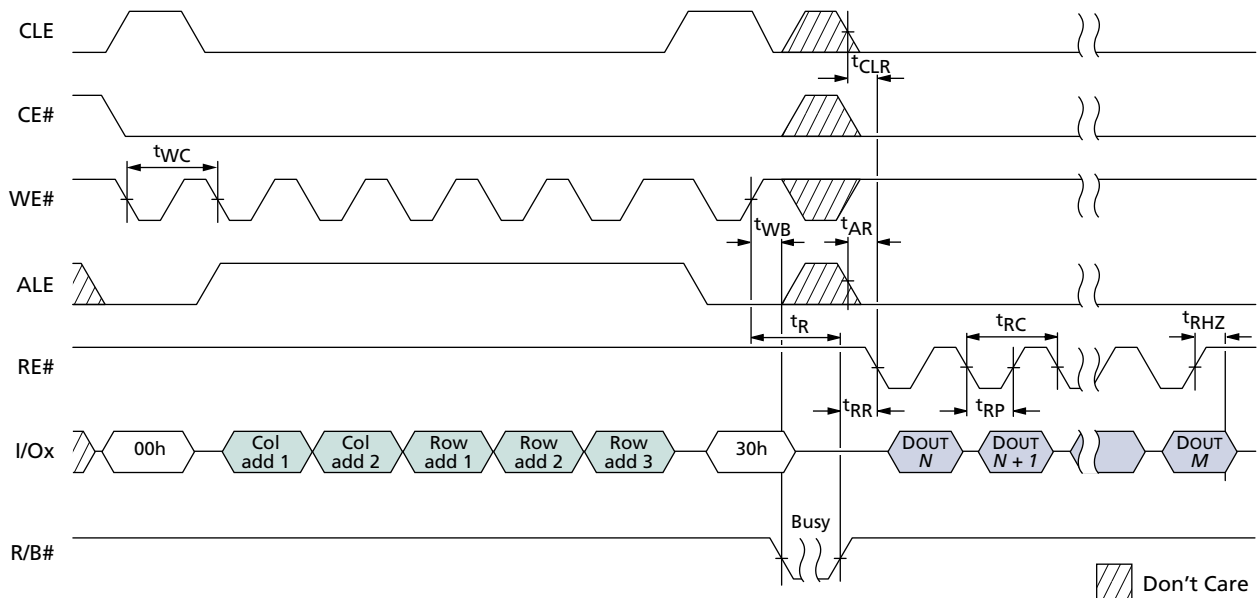 CLE
tCLR
CE#
tWC
WE#
tWB
tAR
ALE
tR
tRC
tRHZ
RE#
tRR
tRP
I/Ox
00h
Col
add 1
Col
add 2
Row
add 1
Row
add 2
Row
add 3
30h
DOUT
N
DOUT
N + 1
DOUT
M
Busy
R/B#
Don't Care